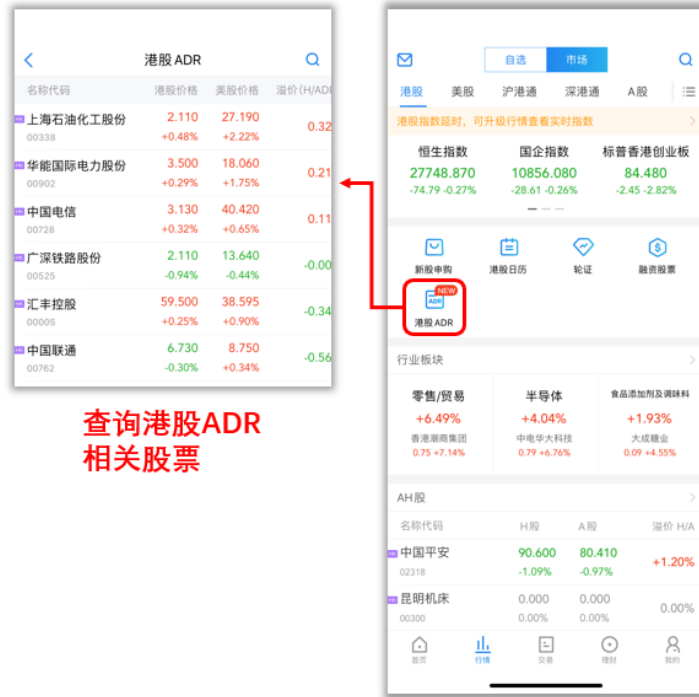 港股 ADR
名称代码 港股价格 美股价格 溢价(H/ADR
HK 上海石油化工股份 2.110 27.190 0.32
00338 +0.48% +2.22%
HK 华能国际电力股份 3.500 18.060 0.21
00902 +0.29% +1.75%
HK 中国电信 3.130 40.420 0.11
00728 +0.32% +0.65%
HK 广深铁路股份 2.110 13.640 -0.00
00525 -0.94% -0.44%
HK 汇丰控股 59.500 38.595 -0.34
00005 +0.25% +0.90%
HK 中国联通 6.730 8.750 -0.56
00762 -0.30% +0.34%
查询港股ADR
相关股票
自选 市场
港股 美股 沪港通 深港通 A股
港股指数延时，可升级行情查看实时指数
恒生指数 国企指数 标普香港创业板
27748.870 10856.080 84.480
-74.79 -0.27% -28.61 -0.26% -2.45 -2.82%
新股申购 港股日历 轮证 融资股票
NEW
ADR
港股 ADR
行业板块
零售/贸易 半导体 食品添加剂及调味料
+6.49% +4.04% +1.93%
香港潮商集团 中电华大科技 大成糖业
0.75 +7.14% 0.79 +6.76% 0.09 +4.55%
AH股
名称代码 H股 A股 溢价 H/A
HK 中国平安 90.600 80.410 +1.20%
02318 -1.09% -0.97%
HK 昆明机床 0.000 0.000 0.00%
00300 0.00% 0.00%
首页 行情 交易 理财 我的